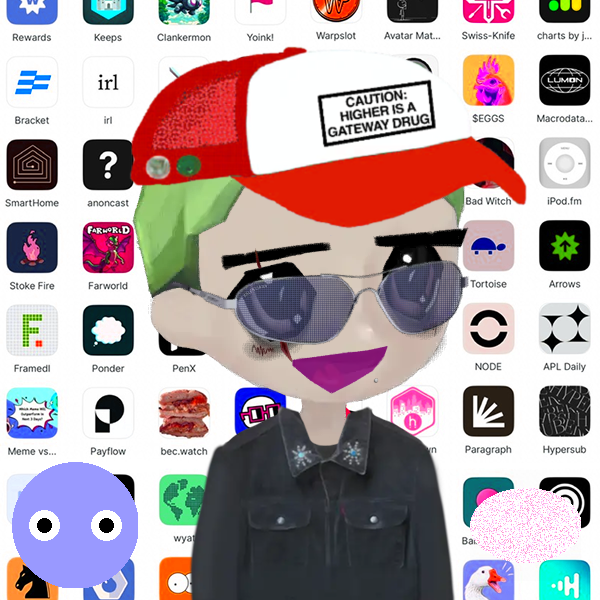 Rewards
Keeps
Clankermon
Yoink!
Warpslot
Avatar Mat...
Swiss-Knife
charts by j...
irl
Bracket
irl
CAUTION:
HIGHER IS A
GATEWAY DRUG
LUMON
$EGGS
Macrodata...
?
SmartHome
anoncast
Bad Witch
iPod.fm
FARWORLD
Stoke Fire
Farworld
Tortoise
Arrows
Framedl
Ponder
PenX
NODE
APL Daily
Meme vs...
Payflow
bec.watch
h
Paragraph
Hypersub